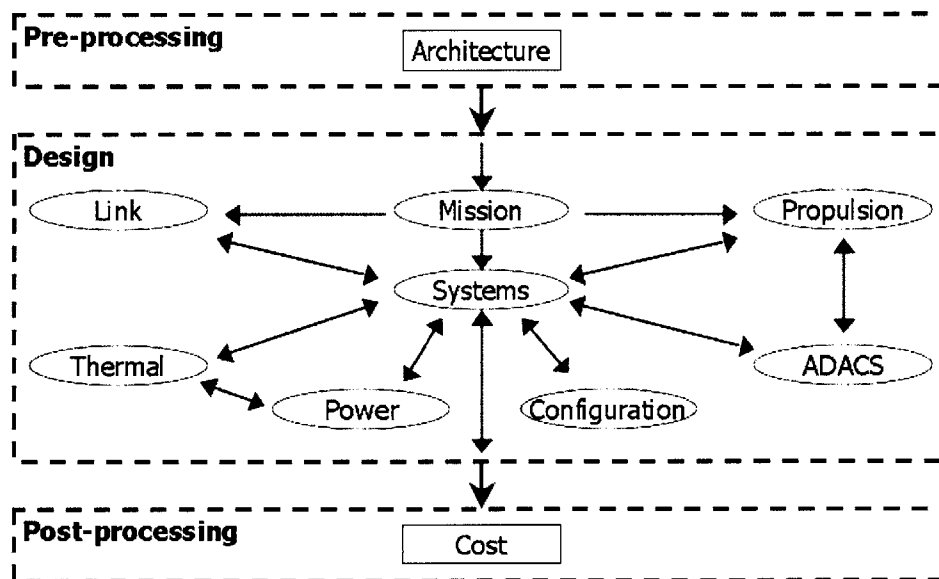 Pre-processing
Architecture
Design
Link
Mission
Propulsion
Systems
Thermal
ADACS
Power
Configuration
Post-processing
Cost